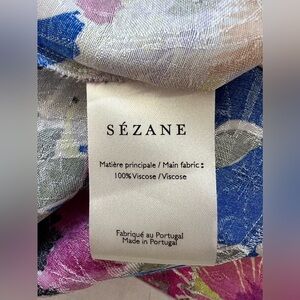 SÉZANE
Matière principale / Main fabric :
100% Viscose / Viscose
Fabriqué au Portugal
Made in Portugal